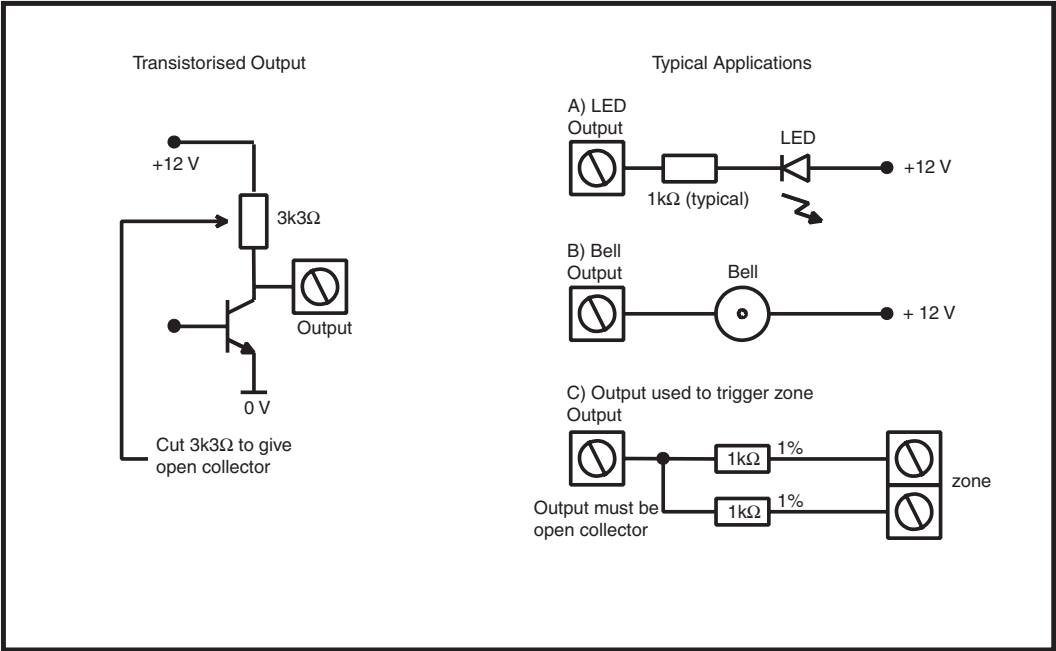 Transistorised Output
+12 V
3k3Ω
Output
0 V
Cut 3k3Ω to give
open collector
Typical Applications
A) LED
Output
LED
1kΩ (typical)
+12 V
B) Bell
Output
Bell
+ 12 V
C) Output used to trigger zone
Output
1kΩ 1%
1kΩ 1%
zone
Output must be
open collector